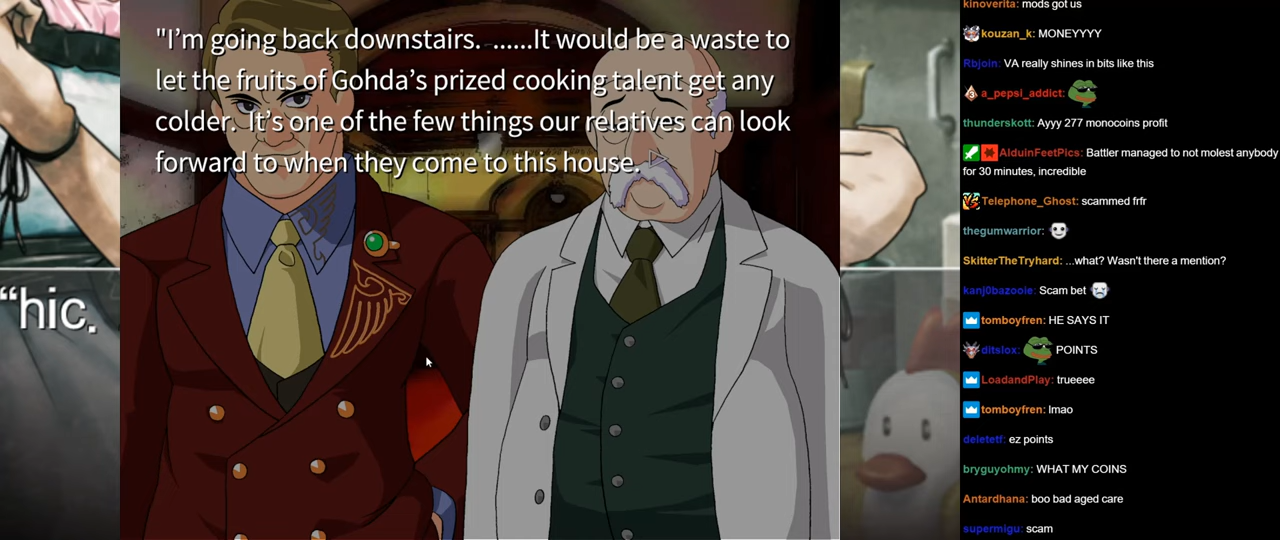 "I'm going back downstairs. ......It would be a waste to
let the fruits of Gohda's prized cooking talent get any
colder. It's one of the few things our relatives can look
forward to when they come to this house.
“hic.
kinoverita: mods got us
kouzan_k: MONEYYYY
Rbjoin: VA really shines in bits like this
a_pepsi_addict:
thunderskott: Ayyy 277 monocoins profit
AlduinFeetPics: Battler managed to not molest anybody
for 30 minutes, incredible
Telephone_Ghost: scammed frfr
thegumwarrior:
SkitterTheTryhard: ...what? Wasn't there a mention?
kanj0bazooie: Scam bet
tomboyfren: HE SAYS IT
ditsiox: POINTS
LoadandPlay: trueeee
tomboyfren: lmao
deletetf: ez points
bryguyohmy: WHAT MY COINS
Antardhana: boo bad aged care
supermigu: scam